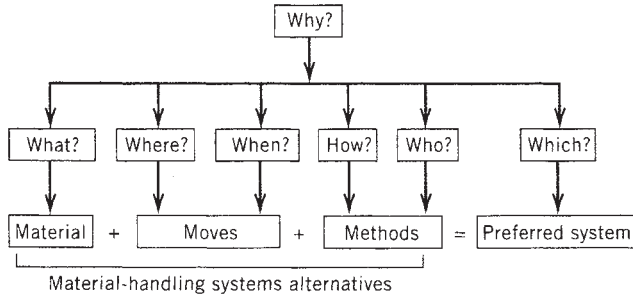 Why?
What? Where? When? How? Who? Which?
Material + Moves + Methods = Preferred system
Material-handling systems alternatives